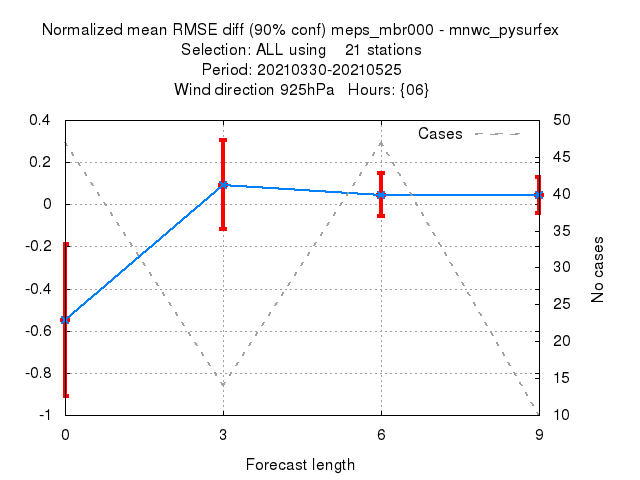 Normalized mean RMSE diff (90% conf) meps_mbr000 - mnwc_pysurfex
Selection: ALL using 21 stations
Period: 20210330-20210525
Wind direction 925hPa Hours: {06}
Cases
0.4
0.2
0
-0.2
-0.4
-0.6
-0.8
-1
50
45
40
35
30
25
20
15
10
No cases
0 3 6 9
Forecast length